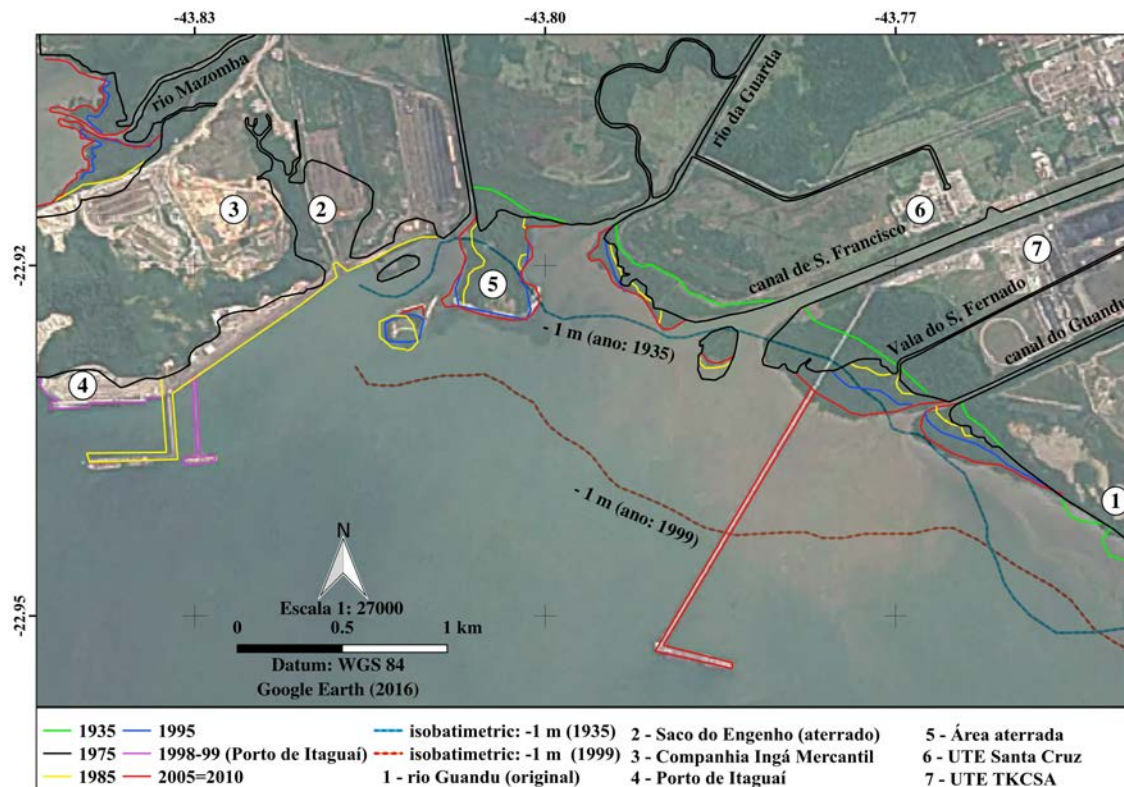 -43.83
-43.80
-43.77
rio Mazomba
rio da Guarda
3
2
6
7
canal de S. Francisco
-22.92
5
Vala do S. Fernado
canal do Guandu
- 1 m (ano: 1935)
4
1
- 1 m (ano: 1999)
N
Escala 1: 27000
-22.95
0 0.5 1 km
Datum: WGS 84
Google Earth (2016)
1935
1975
1985
1995
1998-99 (Porto de Itaguaí)
2005=2010
isobatimetric: -1 m (1935)
isobatimetric: -1 m (1999)
1 - rio Guandu (original)
2 - Saco do Engenho (aterrado)
3 - Companhia Ingá Mercantil
4 - Porto de Itaguaí
5 - Área aterrada
6 - UTE Santa Cruz
7 - UTE TKCSA